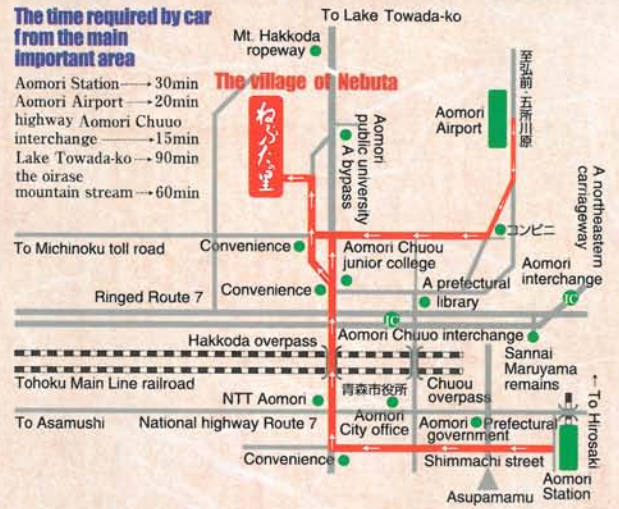 The time required by car
from the main
important area
Aomori Station→30min
Aomori Airport→20min
highway Aomori Chuuo
interchange→15min
Lake Towada-ko→90min
the oirase
mountain stream→60min
To Lake Towada-ko
Mt. Hakkoda
ropeway
The village of Nebuta
ねぶたの里
Aomori
public university
A bypass
Aomori
Airport
至弘前・五所川原
A northeastern
carriageway
コンビニ
To Michinoku toll road
Convenience
Aomori Chuou
junior college
Aomori
interchange
Ringed Route 7
Convenience
A prefectural
library
IC
IC
Hakkoda overpass
Aomori Chuuo interchange
Sannai
Maruyama
remains
Tohoku Main Line railroad
Chuou
overpass
NTT Aomori
青森市役所
Aomori
City office
To Asamushi
National highway Route 7
Aomori Prefectural
government
← To Hirosaki
Convenience
Shimmachi street
Asupamamu
Aomori
Station